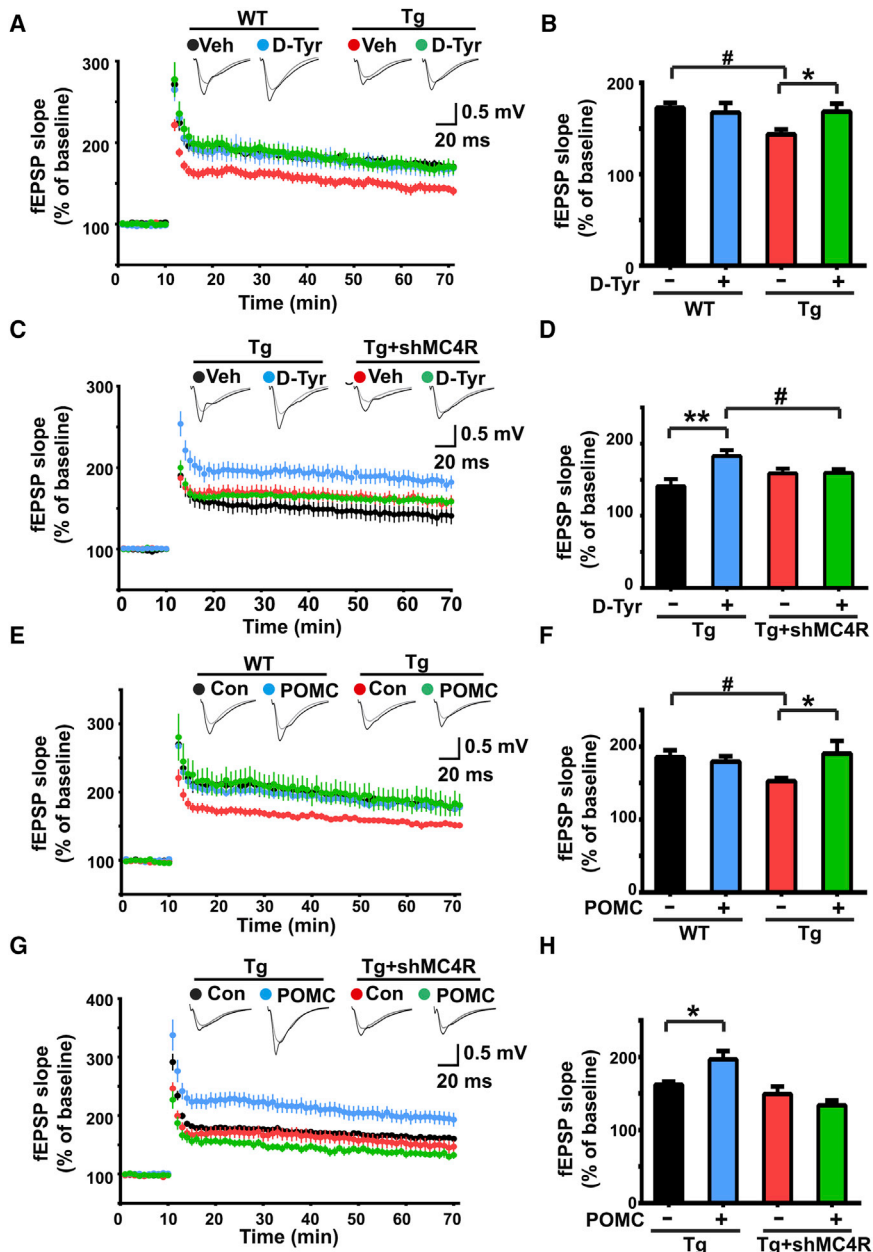 A
WT Tg
Veh D-Tyr Veh D-Tyr
300
200
100
0.5 mV
20 ms
fEPSP slope
(% of baseline)
0 10 20 30 40 50 60 70
Time (min)
B
# *
200
150
100
50
0
fEPSP slope
(% of baseline)
D-Tyr − + − +
WT Tg
C
Tg Tg+shMC4R
Veh D-Tyr Veh D-Tyr
300
200
100
0.5 mV
20 ms
fEPSP slope
(% of baseline)
0 10 20 30 40 50 60 70
Time (min)
D
** #
200
150
100
50
0
fEPSP slope
(% of baseline)
D-Tyr − + − +
Tg Tg+shMC4R
E
WT Tg
Con POMC Con POMC
300
200
100
0.5 mV
20 ms
fEPSP slope
(% of baseline)
0 10 20 30 40 50 60 70
Time (min)
F
# *
200
150
100
50
0
fEPSP slope
(% of baseline)
POMC − + − +
WT Tg
G
Tg Tg+shMC4R
Con POMC Con POMC
400
300
200
100
0.5 mV
20 ms
fEPSP slope
(% of baseline)
0 10 20 30 40 50 60 70
Time (min)
H
*
200
150
100
50
0
fEPSP slope
(% of baseline)
POMC − + − +
Tg Tg+shMC4R